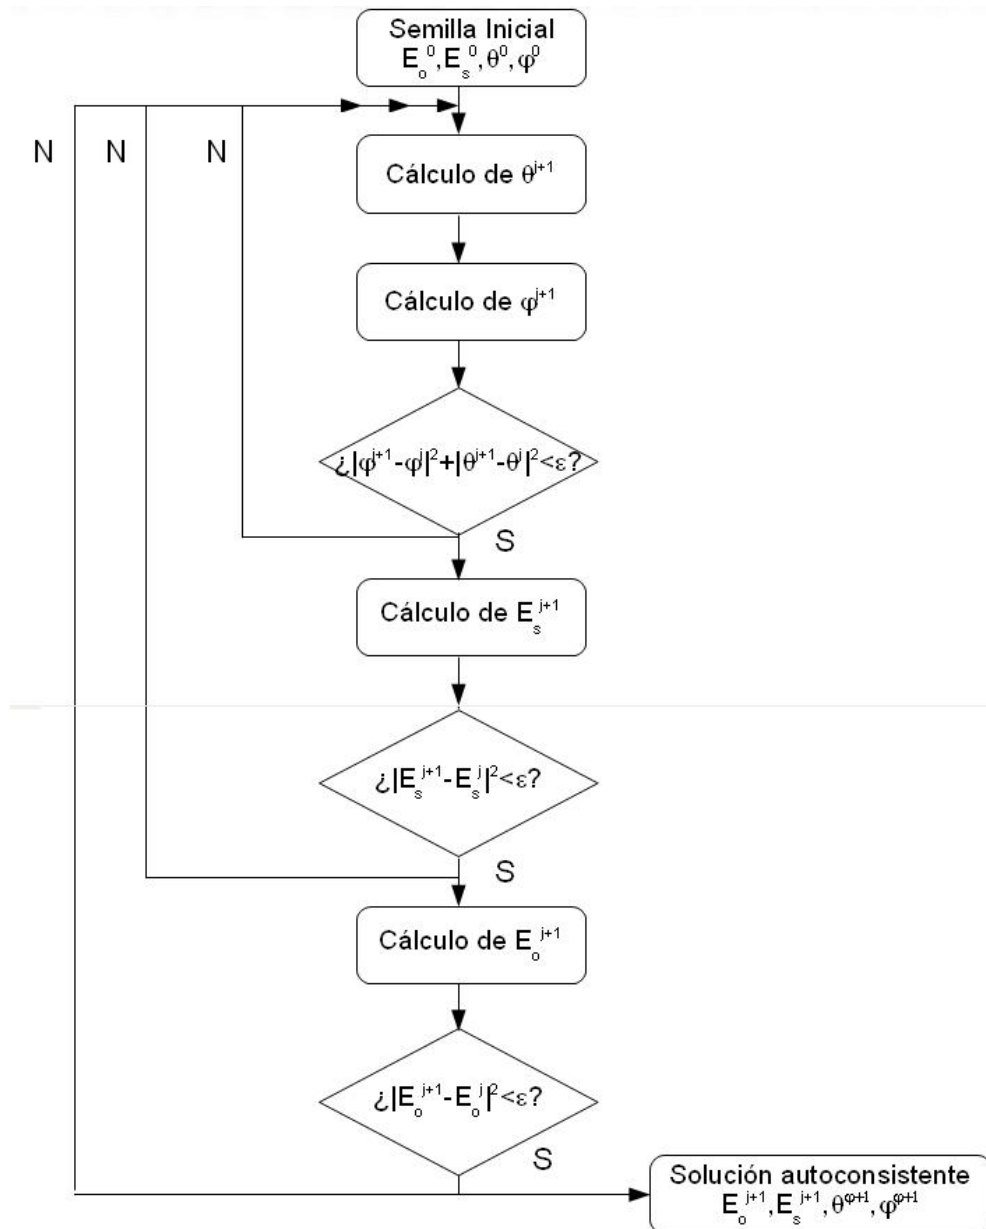 Semilla Inicial
E_o^0,E_s^0,θ^0,φ^0
N N N
Cálculo de θ^j+1
Cálculo de φ^j+1
¿|φ^j+1-φ^j|^2+|θ^j+1-θ^j|^2<ε?
S
Cálculo de E_s^j+1
¿|E_s^j+1-E_s^j|^2<ε?
S
Cálculo de E_o^j+1
¿|E_o^j+1-E_o^j|^2<ε?
S
Solución autoconsistente
E_o^j+1,E_s^j+1,θ^φ+1,φ^φ+1